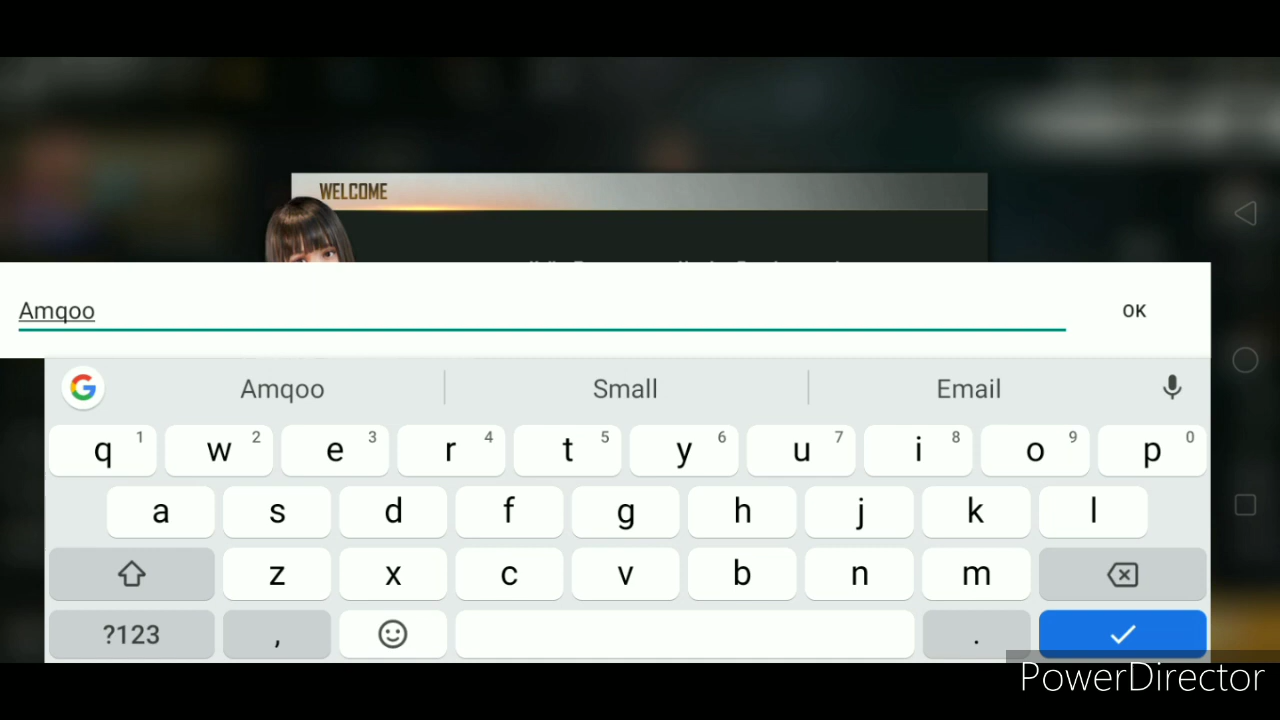 WELCOME
Amqoo
OK
G Amqoo Small Email
q 1 w 2 e 3 r 4 t 5 y 6 u 7 i 8 o 9 p 0
a s d f g h j k l
z x c v b n m
?123 , .
PowerDirector